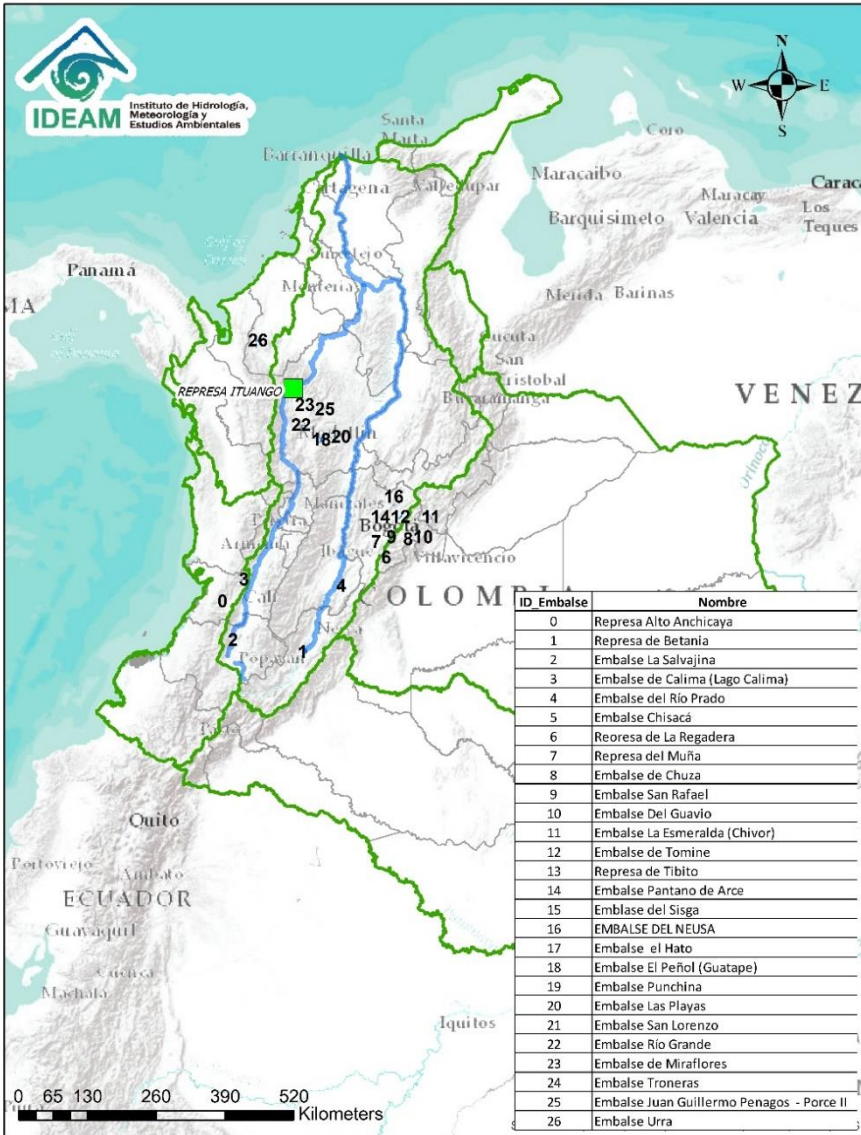 IDEAM
Instituto de Hidrología,
Meteorología y
Estudios Ambientales
N
W E
S
Santa
Marta
Barranquilla
Cartagena
Valledupar
Coro
Maracaibo
Maracay
Caraca
Los
Teques
Barquisimeto
Valencia
Panamá
MA
Sincelejo
Montería
Merida
Barinas
Cucuta
San
Cristobal
Bucaramanga
26
REPRESA ITUANGO
23
25
22
18
20
Medellín
VENEZ
Orinoco
Manizales
16
14
12
11
Bogota
7
9
8
10
6
Villavicencio
Pereira
Armenia
Ibague
3
0
Cali
4
COLOMBIA
Neiva
2
1
Popayan
Pasto
Quito
Portoviejo
Ambato
ECUADOR
Guayaquil
Cuenca
Machala
Iquitos
ID_Embalse Nombre
0 Represa Alto Anchicaya
1 Represa de Betania
2 Embalse La Salvajina
3 Embalse de Calima (Lago Calima)
4 Embalse del Río Prado
5 Embalse Chisacá
6 Reoresa de La Regadera
7 Represa del Muña
8 Embalse de Chuza
9 Embalse San Rafael
10 Embalse Del Guavio
11 Embalse La Esmeralda (Chivor)
12 Embalse de Tomine
13 Represa de Tibito
14 Embalse Pantano de Arce
15 Emblase del Sisga
16 EMBALSE DEL NEUSA
17 Embalse el Hato
18 Embalse El Peñol (Guatape)
19 Embalse Punchina
20 Embalse Las Playas
21 Embalse San Lorenzo
22 Embalse Río Grande
23 Embalse de Miraflores
24 Embalse Troneras
25 Embalse Juan Guillermo Penagos - Porce II
26 Embalse Urra
0 65 130 260 390 520
Kilometers